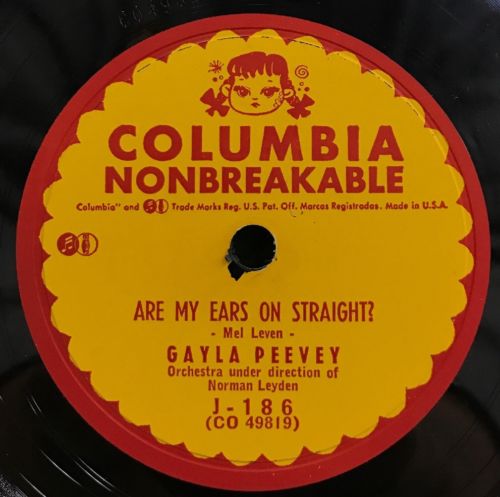 COLUMBIA
NONBREAKABLE
Columbia" and Trade Marks Reg. U.S. Pat. Off. Marcas Registradas. Made in U.S.A.
ARE MY EARS ON STRAIGHT?
- Mel Leven -
GAYLA PEEVEY
Orchestra under direction of
Norman Leyden
J-186
(CO 49819)